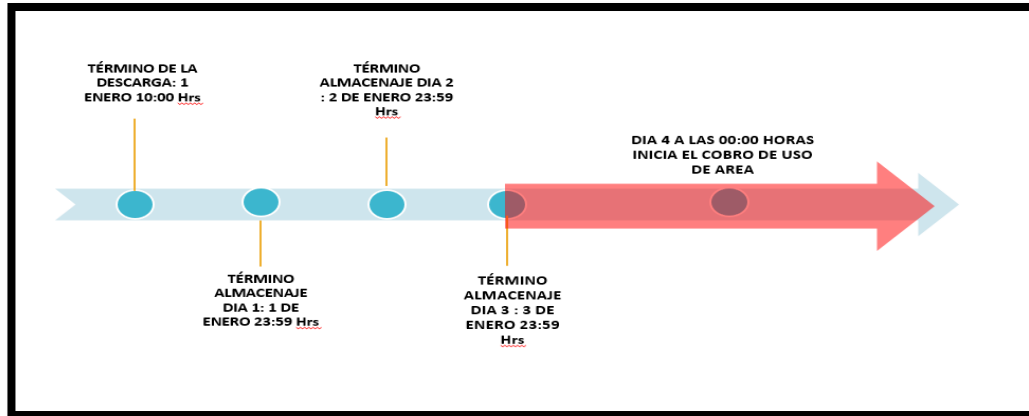 TÉRMINO DE LA
DESCARGA: 1
ENERO 10:00 Hrs
TÉRMINO
ALMACENAJE
DIA 1: 1 DE
ENERO 23:59 Hrs
TÉRMINO
ALMACENAJE DIA 2
: 2 DE ENERO 23:59
Hrs
TÉRMINO
ALMACENAJE
DIA 3 : 3 DE
ENERO 23:59
Hrs
DIA 4 A LAS 00:00 HORAS
INICIA EL COBRO DE USO
DE AREA